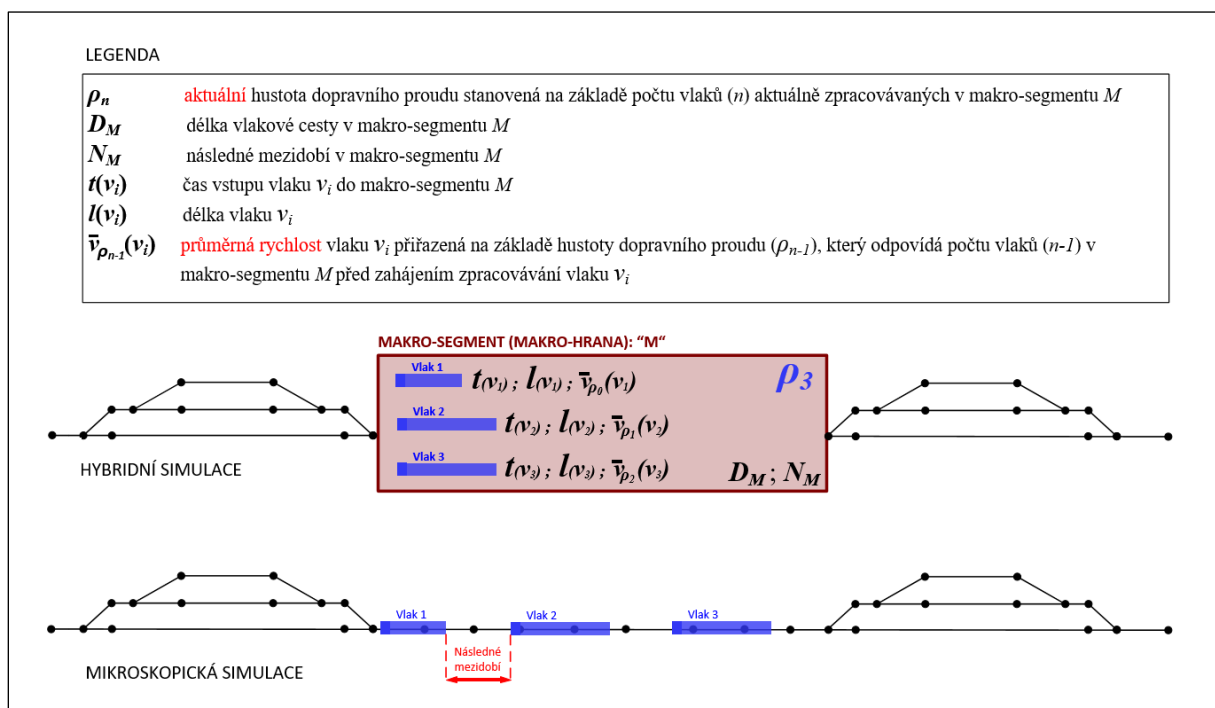 LEGENDA
ρn aktuální hustota dopravního proudu stanovená na základě počtu vlaků (n) aktuálně zpracovávaných v makro-segmentu M
DM délka vlakové cesty v makro-segmentu M
NM následné mezidobí v makro-segmentu M
t(vi) čas vstupu vlaku vi do makro-segmentu M
l(vi) délka vlaku vi
v̄ρn-1(vi) průměrná rychlost vlaku vi přiřazená na základě hustoty dopravního proudu (ρn-1), který odpovídá počtu vlaků (n-1) v
makro-segmentu M před zahájením zpracovávání vlaku vi
MAKRO-SEGMENT (MAKRO-HRANA): "M"
Vlak 1 t(v1) ; l(v1) ; v̄ρ0(v1) ρ3
Vlak 2 t(v2) ; l(v2) ; v̄ρ1(v2)
Vlak 3 t(v3) ; l(v3) ; v̄ρ2(v3) DM ; NM
HYBRIDNÍ SIMULACE
Vlak 1 Vlak 2 Vlak 3
Následné
mezidobí
MIKROSKOPICKÁ SIMULACE